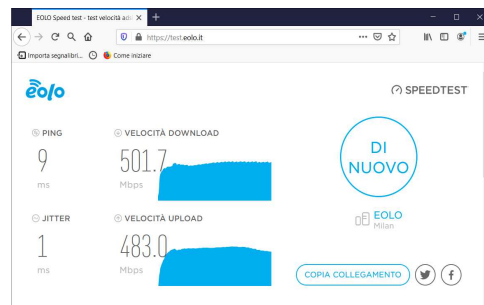 EOLO Speed test - test velocità ads
https://test.eolo.it
Importa segnalibri...
Come iniziare
eolo
SPEEDTEST
PING
9
ms
VELOCITÀ DOWNLOAD
501.7
Mbps
DI
NUOVO
JITTER
1
ms
VELOCITÀ UPLOAD
483.0
Mbps
EOLO
Milan
COPIA COLLEGAMENTO